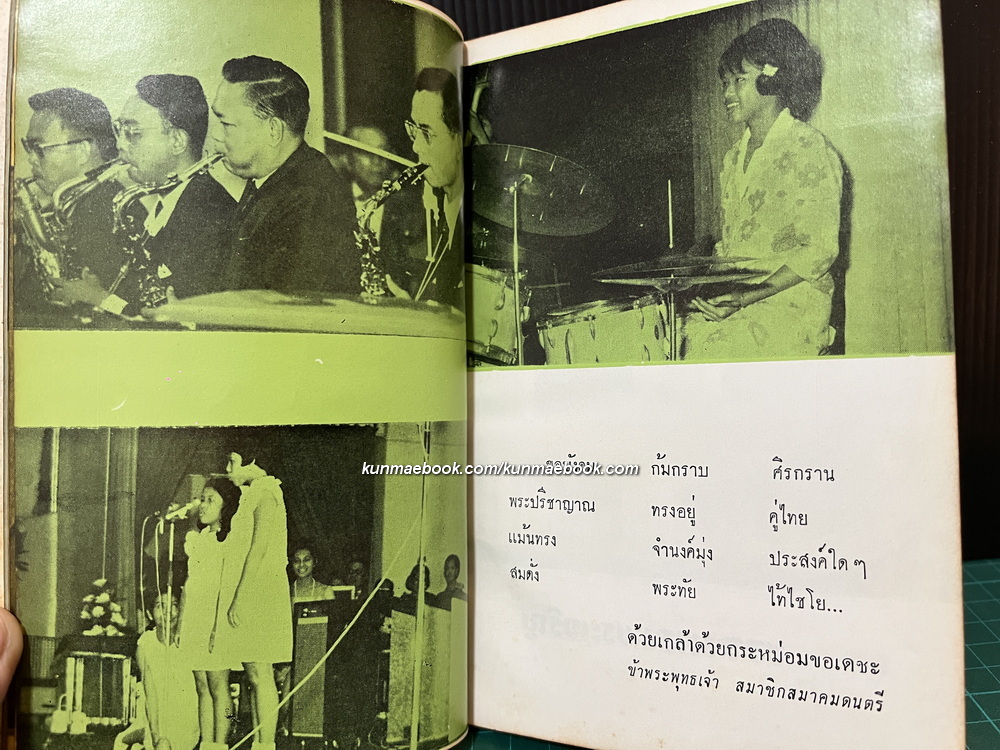 kunmaebook.com/kunmaebook.com
ก้มกราบ ศิรกราน
พระปรีชาญาณ ทรงอยู่ คู่ไทย
แม้นทรง จำนงค์มุ่ง ประสงค์ใด ๆ
สมดั่ง พระทัย ไท้ไชโย...
ด้วยเกล้าด้วยกระหม่อมขอเดชะ
ข้าพระพุทธเจ้า สมาชิกสมาคมดนตรี